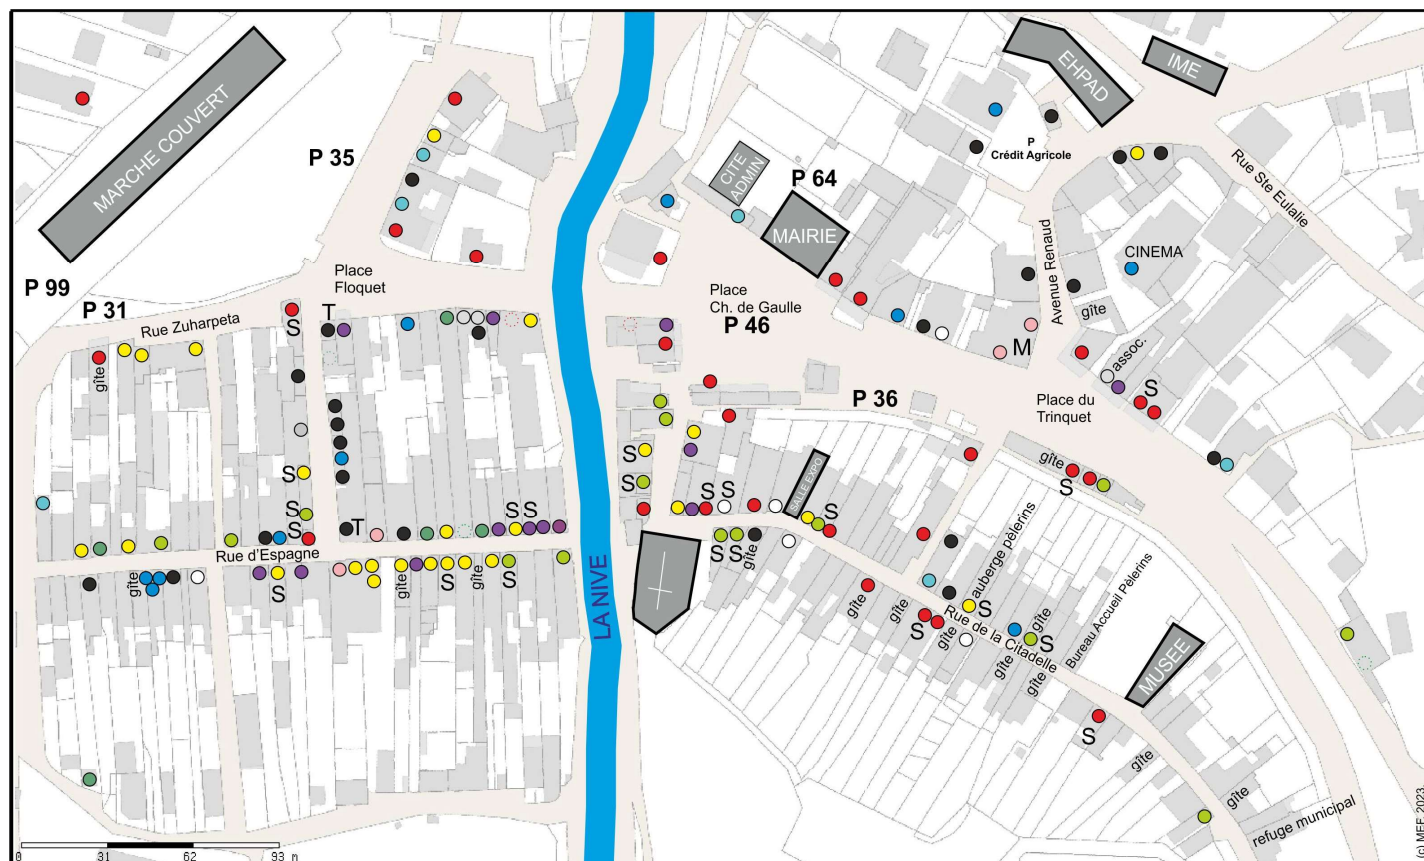 IME
EHPAD
P
Crédit Agricole
MARCHE COUVERT
P 35
CITE
ADMIN
P 64
MAIRIE
Rue Ste Eulalie
Avenue Renaud
CINEMA
P 99
P 31
Rue Zuharpeta
Place
Floquet
S
T
Place
Ch. de Gaulle
P 46
gîte
M
gîte
assoc.
S
P 36
Place du
Trinquet
S
S
S
S
S
S
S
S
S
SALLE EXPO
gîte
S
T
S
S
Rue d'Espagne
LA NIVE
S
S
gîte
gîte
S
gîte
S
gîte
S
gîte
gîte
S
auberge pèlerins
S
gîte
Rue de la Citadelle
gîte
S
gîte
gîte
Bureau Accueil Pèlerins
MUSEE
S
gîte
gîte
refuge municipal
0
31
62
93 m
(c) MEF, 2023